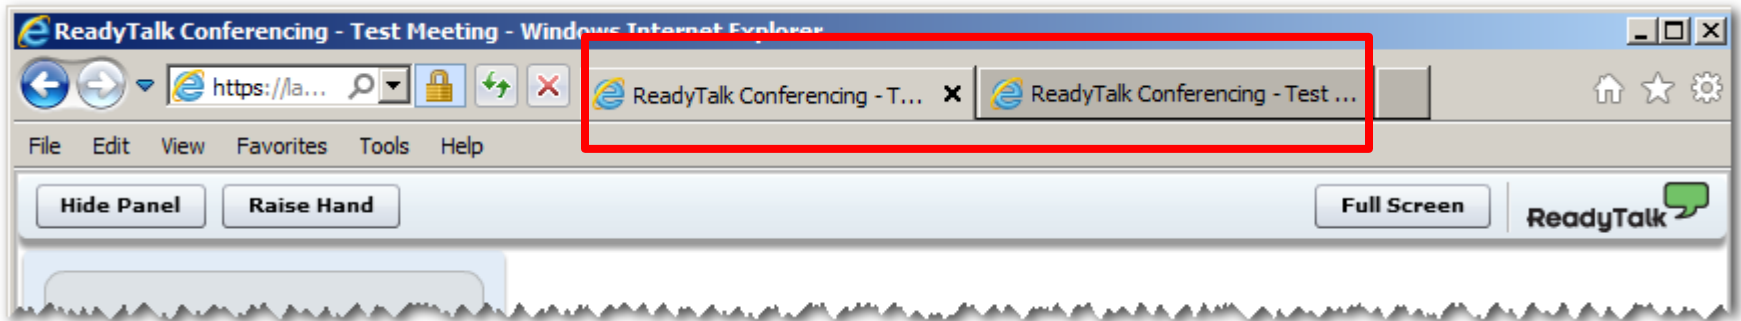 ReadyTalk Conferencing - Test Meeting - Windows Internet Explorer
https://la...
ReadyTalk Conferencing - T...
ReadyTalk Conferencing - Test ...
File Edit View Favorites Tools Help
Hide Panel Raise Hand Full Screen ReadyTalk